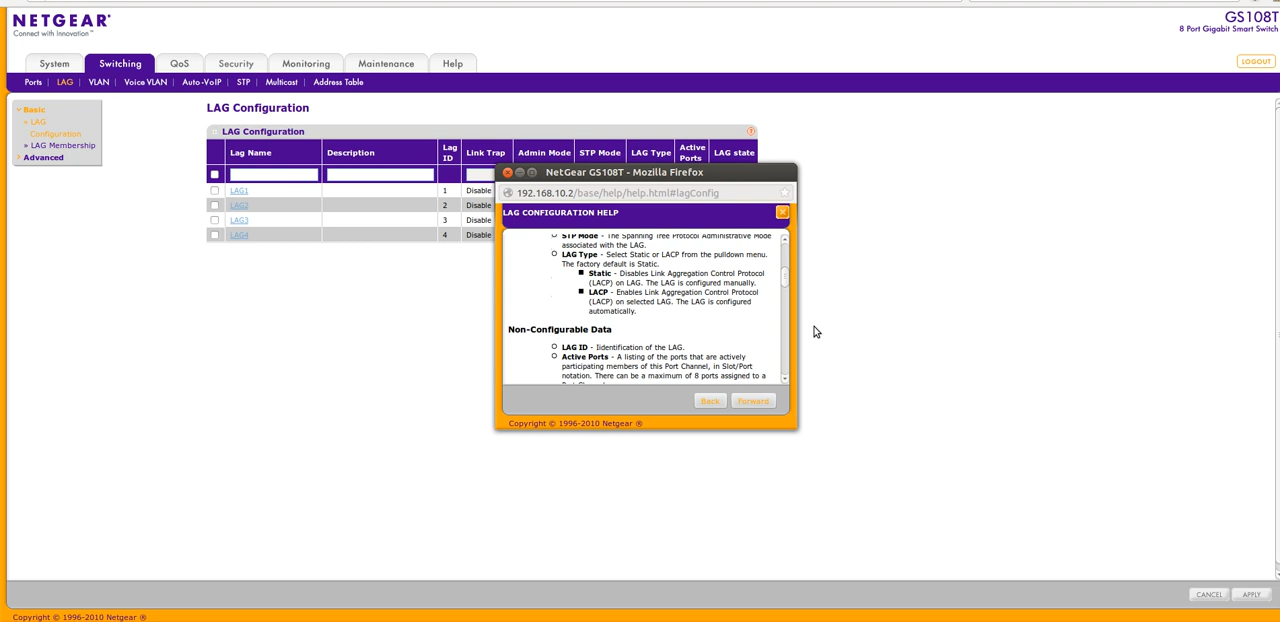 NETGEAR®
Connect with Innovation™
GS108T
8 Port Gigabit Smart Switch
System Switching QoS Security Monitoring Maintenance Help
LOGOUT
Ports | LAG | VLAN | Voice VLAN | Auto-VoIP | STP | Multicast | Address Table
Basic
» LAG
Configuration
» LAG Membership
Advanced
LAG Configuration
LAG Configuration
Lag Name Description Lag ID Link Trap Admin Mode STP Mode LAG Type Active Ports LAG state
LAG1 1 Disable
LAG2 2 Disable
LAG3 3 Disable
LAG4 4 Disable
NetGear GS108T - Mozilla Firefox
192.168.10.2/base/help/help.html#lagConfig
LAG CONFIGURATION HELP
STP Mode - The Spanning Tree Protocol Administrative Mode
associated with the LAG.
LAG Type - Select Static or LACP from the pulldown menu.
The factory default is Static.
Static - Disables Link Aggregation Control Protocol
(LACP) on LAG. The LAG is configured manually.
LACP - Enables Link Aggregation Control Protocol
(LACP) on selected LAG. The LAG is configured
automatically.
Non-Configurable Data
LAG ID - Iidentification of the LAG.
Active Ports - A listing of the ports that are actively
participating members of this Port Channel, in Slot/Port
notation. There can be a maximum of 8 ports assigned to a
Back Forward
Copyright © 1996-2010 Netgear ®
CANCEL APPLY
Copyright © 1996-2010 Netgear ®